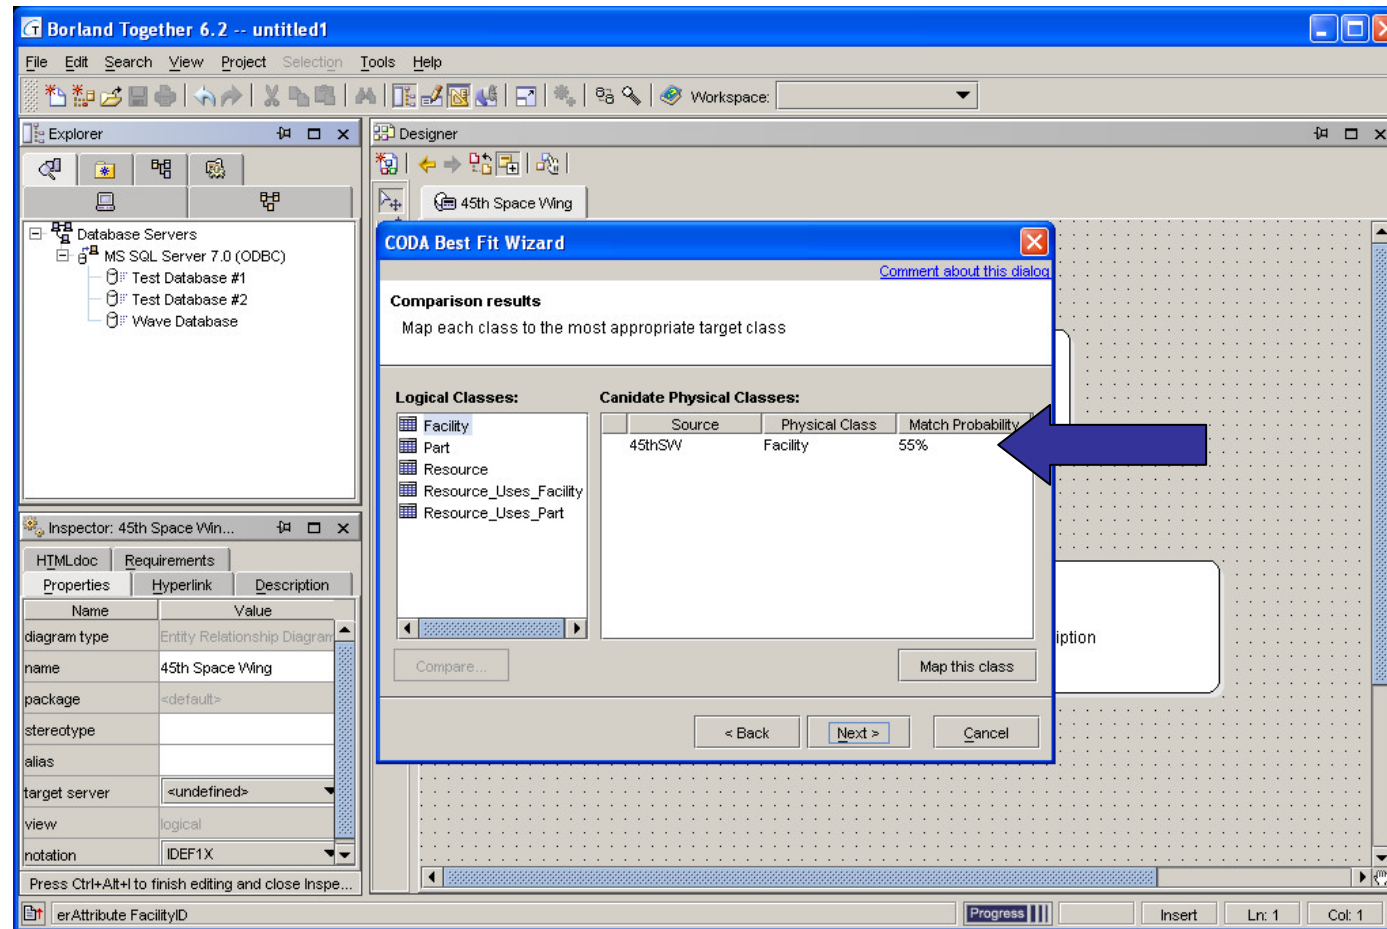 Borland Together 6.2 -- untitled1
File Edit Search View Project Selection Tools Help
Workspace:
Explorer
Designer
45th Space Wing
Database Servers
MS SQL Server 7.0 (ODBC)
Test Database #1
Test Database #2
Wave Database
CODA Best Fit Wizard
Comment about this dialog
Comparison results
Map each class to the most appropriate target class
Logical Classes:
Facility
Part
Resource
Resource_Uses_Facility
Resource_Uses_Part
Canidate Physical Classes:
Source Physical Class Match Probability
45thSW Facility 55%
Compare...
Map this class
< Back Next > Cancel
iption
Inspector: 45th Space Win...
HTMLdoc Requirements
Properties Hyperlink Description
Name Value
diagram type Entity Relationship Diagram
name 45th Space Wing
package <default>
stereotype
alias
target server <undefined>
view logical
notation IDEF1X
Press Ctrl+Alt+I to finish editing and close Inspe...
erAttribute FacilityID
Progress
Insert Ln: 1 Col: 1